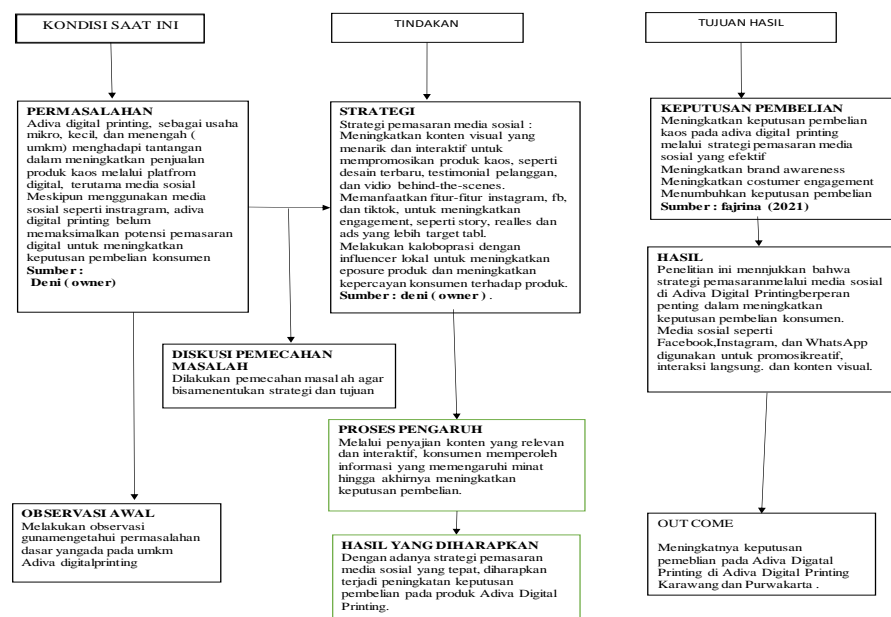 KONDISI SAAT INI
PERMASALAHAN
Adiva digital printing, sebagai usaha
mikro, kecil, dan menengah (
umkm) menghadapi tantangan
dalam meningkatkan penjualan
produk kaos melalui platfrom
digital, terutama media sosial
Meskipun menggunakan media
sosial seperti instragram, adiva
digital printing belum
memaksimalkan potensi pemasaran
digital untuk meningkatkan
keputusan pembelian konsumen
Sumber :
Deni ( owner)
OBSERVASI AWAL
Melakukan observasi
gunamengetahui permasalahan
dasar yangada pada umkm
Adiva digitalprinting
TINDAKAN
STRATEGI
Strategi pemasaran media sosial :
Meningkatkan konten visual yang
menarik dan interaktif untuk
mempromosikan produk kaos, seperti
desain terbaru, testimonial pelanggan,
dan vidio behind-the-scenes.
Memanfaatkan fitur-fitur instagram, fb,
dan tiktok, untuk meningkatkan
engagement, seperti story, realles dan
ads yang lebih target tabl.
Melakukan kaloboprasi dengan
influencer lokal untuk meningkatkan
eposure produk dan meningkatkan
kepercayan konsumen terhadap produk.
Sumber : deni ( owner ) .
DISKUSI PEMECAHAN
MASALAH
Dilakukan pemecahan masal ah agar
bisamenentukan strategi dan tujuan
PROSES PENGARUH
Melalui penyajian konten yang relevan
dan interaktif, konsumen memperoleh
informasi yang memengaruhi minat
hingga akhirnya meningkatkan
keputusan pembelian.
HASIL YANG DIHARAPKAN
Dengan adanya strategi pemasaran
media sosial yang tepat, diharapkan
terjadi peningkatan keputusan
pembelian pada produk Adiva Digital
Printing.
TUJUAN HASIL
KEPUTUSAN PEMBELIAN
Meningkatkan keputusan pembelian
kaos pada adiva digital printing
melalui strategi pemasaran media
sosial yang efektif
Meningkatkan brand awareness
Meningkatkan costumer engagement
Menumbuhkan keputusan pembelian
Sumber : fajrina (2021)
HASIL
Penelitian ini mennjukkan bahwa
strategi pemasaranmelalui media sosial
di Adiva Digital Printingberperan
penting dalam meningkatkan
keputusan pembelian konsumen.
Media sosial seperti
Facebook,Instagram, dan WhatsApp
digunakan untuk promosikreatif,
interaksi langsung. dan konten visual.
OUT COME
Meningkatnya keputusan
pemeblian pada Adiva Digatal
Printing di Adiva Digital Printing
Karawang dan Purwakarta .